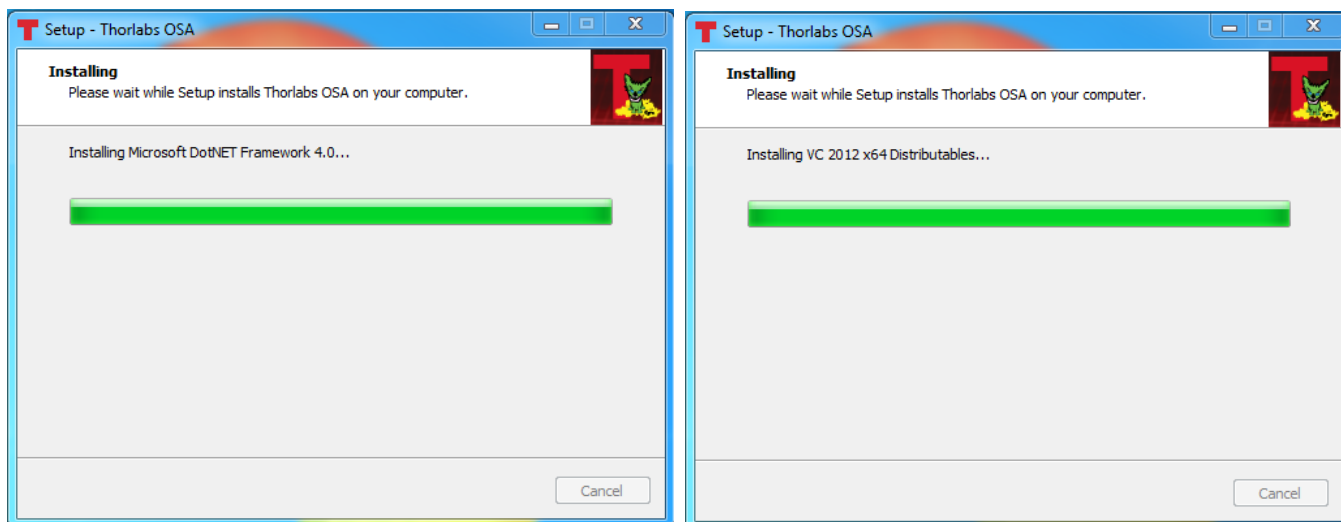 Setup - Thorlabs OSA
Installing
Please wait while Setup installs Thorlabs OSA on your computer.
Installing Microsoft DotNET Framework 4.0...
Cancel
Setup - Thorlabs OSA
Installing
Please wait while Setup installs Thorlabs OSA on your computer.
Installing VC 2012 x64 Distributables...
Cancel